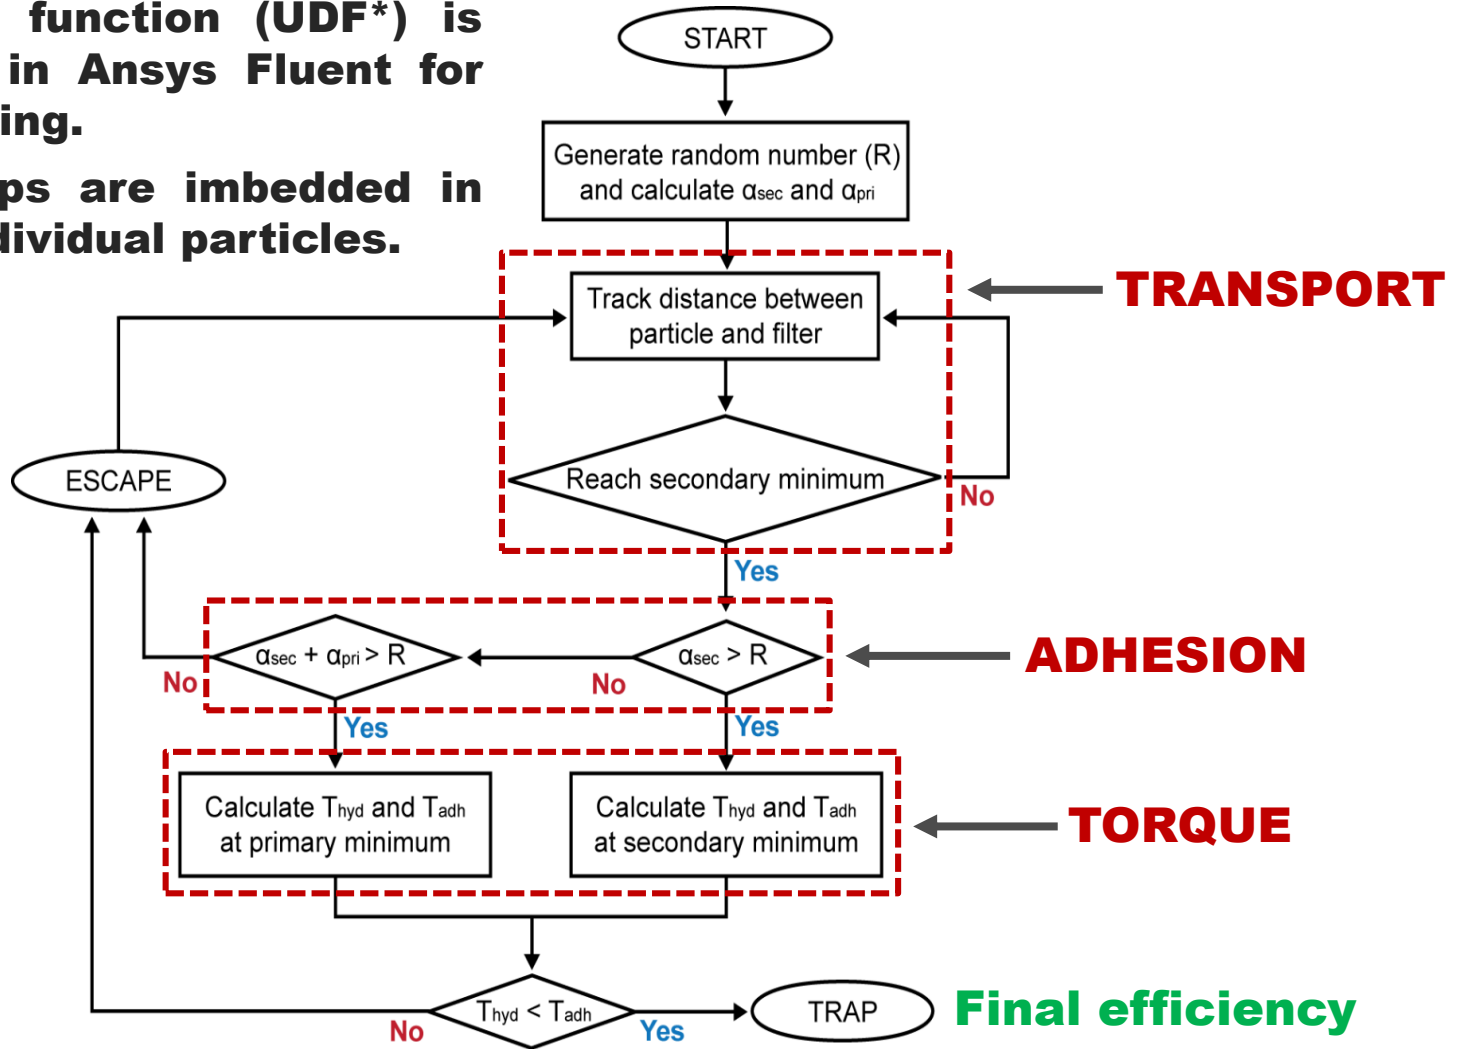 function (UDF*) is
in Ansys Fluent for
ing.
ps are imbedded in
dividual particles.
START
Generate random number (R)
and calculate αsec and αpri
Track distance between
particle and filter
TRANSPORT
ESCAPE
Reach secondary minimum
No
Yes
αsec + αpri > R
αsec > R
ADHESION
No
No
Yes
Yes
Calculate Thyd and Tadh
at primary minimum
Calculate Thyd and Tadh
at secondary minimum
TORQUE
Thyd < Tadh
No
Yes
TRAP
Final efficiency